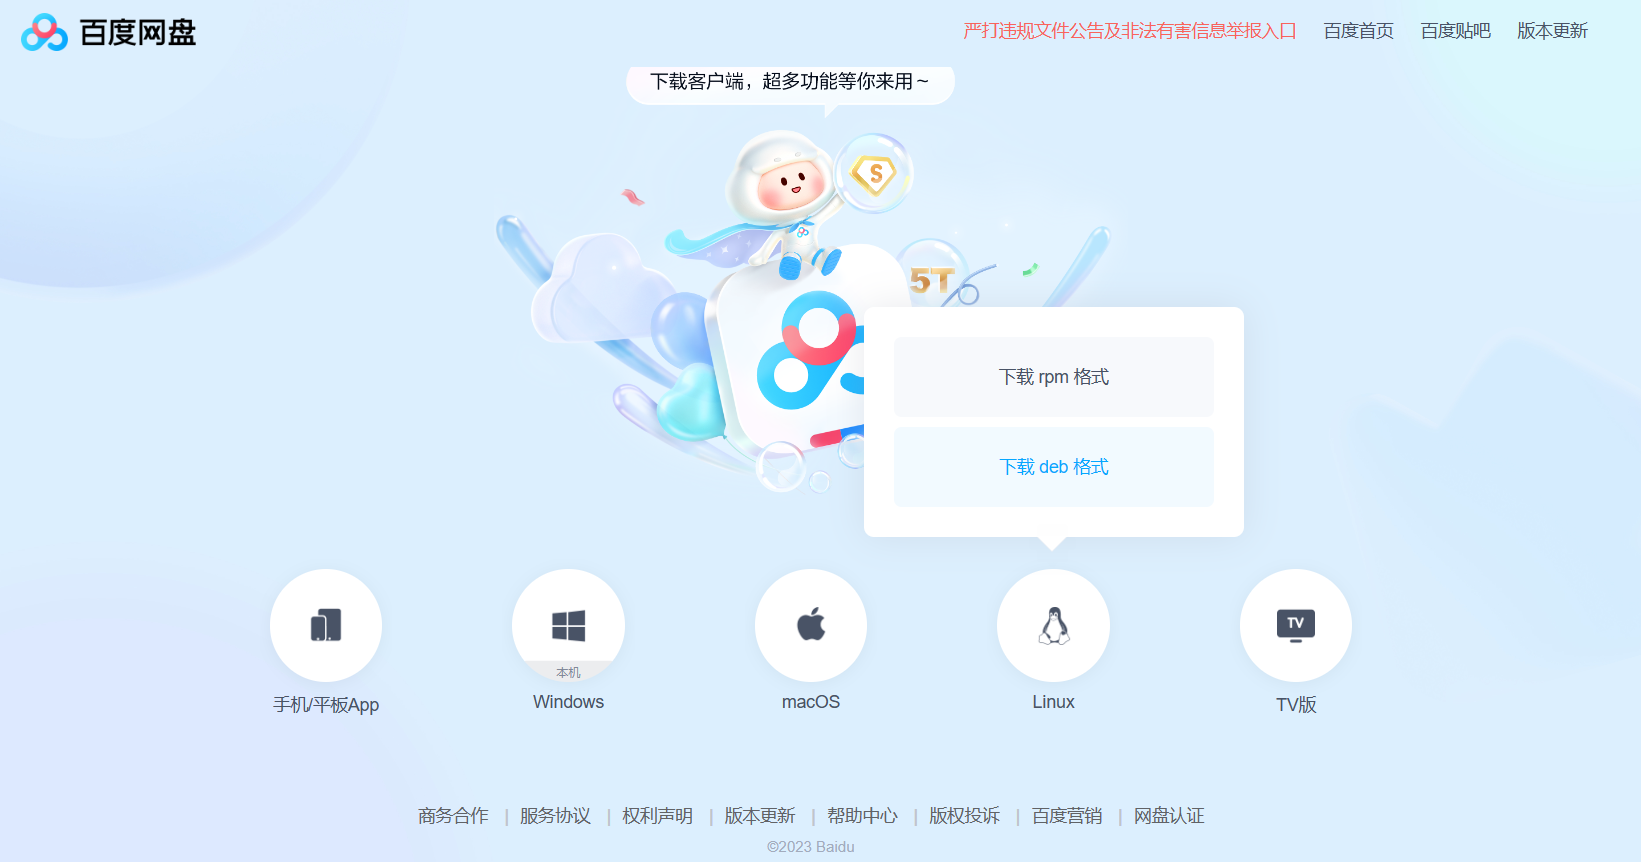 百度网盘
严打违规文件公告及非法有害信息举报入口 百度首页 百度贴吧 版本更新
下载客户端，超多功能等你来用~
S
5T
下载 rpm 格式
下载 deb 格式
TV
本机
手机/平板App Windows macOS Linux TV版
商务合作 | 服务协议 | 权利声明 | 版本更新 | 帮助中心 | 版权投诉 | 百度营销 | 网盘认证
©2023 Baidu